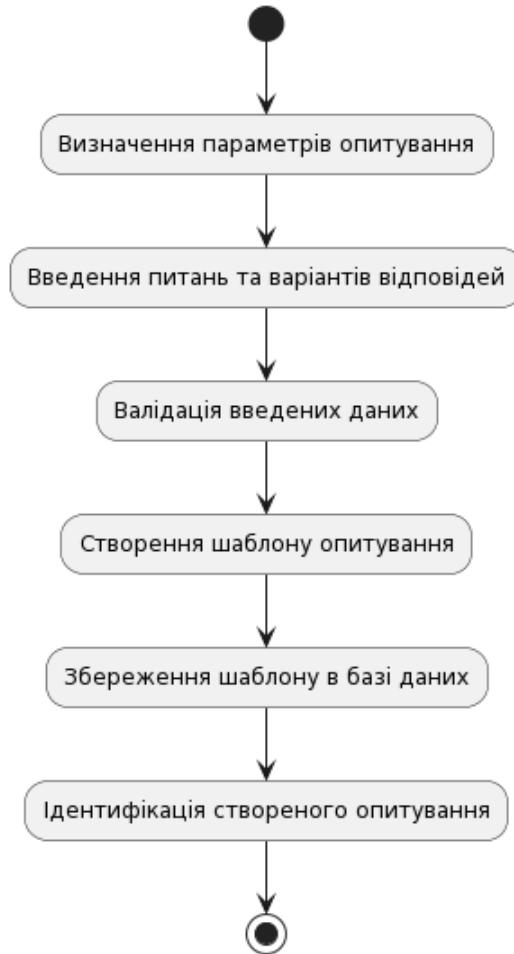 Визначення параметрів опитування
Введення питань та варіантів відповідей
Валідація введених даних
Створення шаблону опитування
Збереження шаблону в базі даних
Ідентифікація створеного опитування